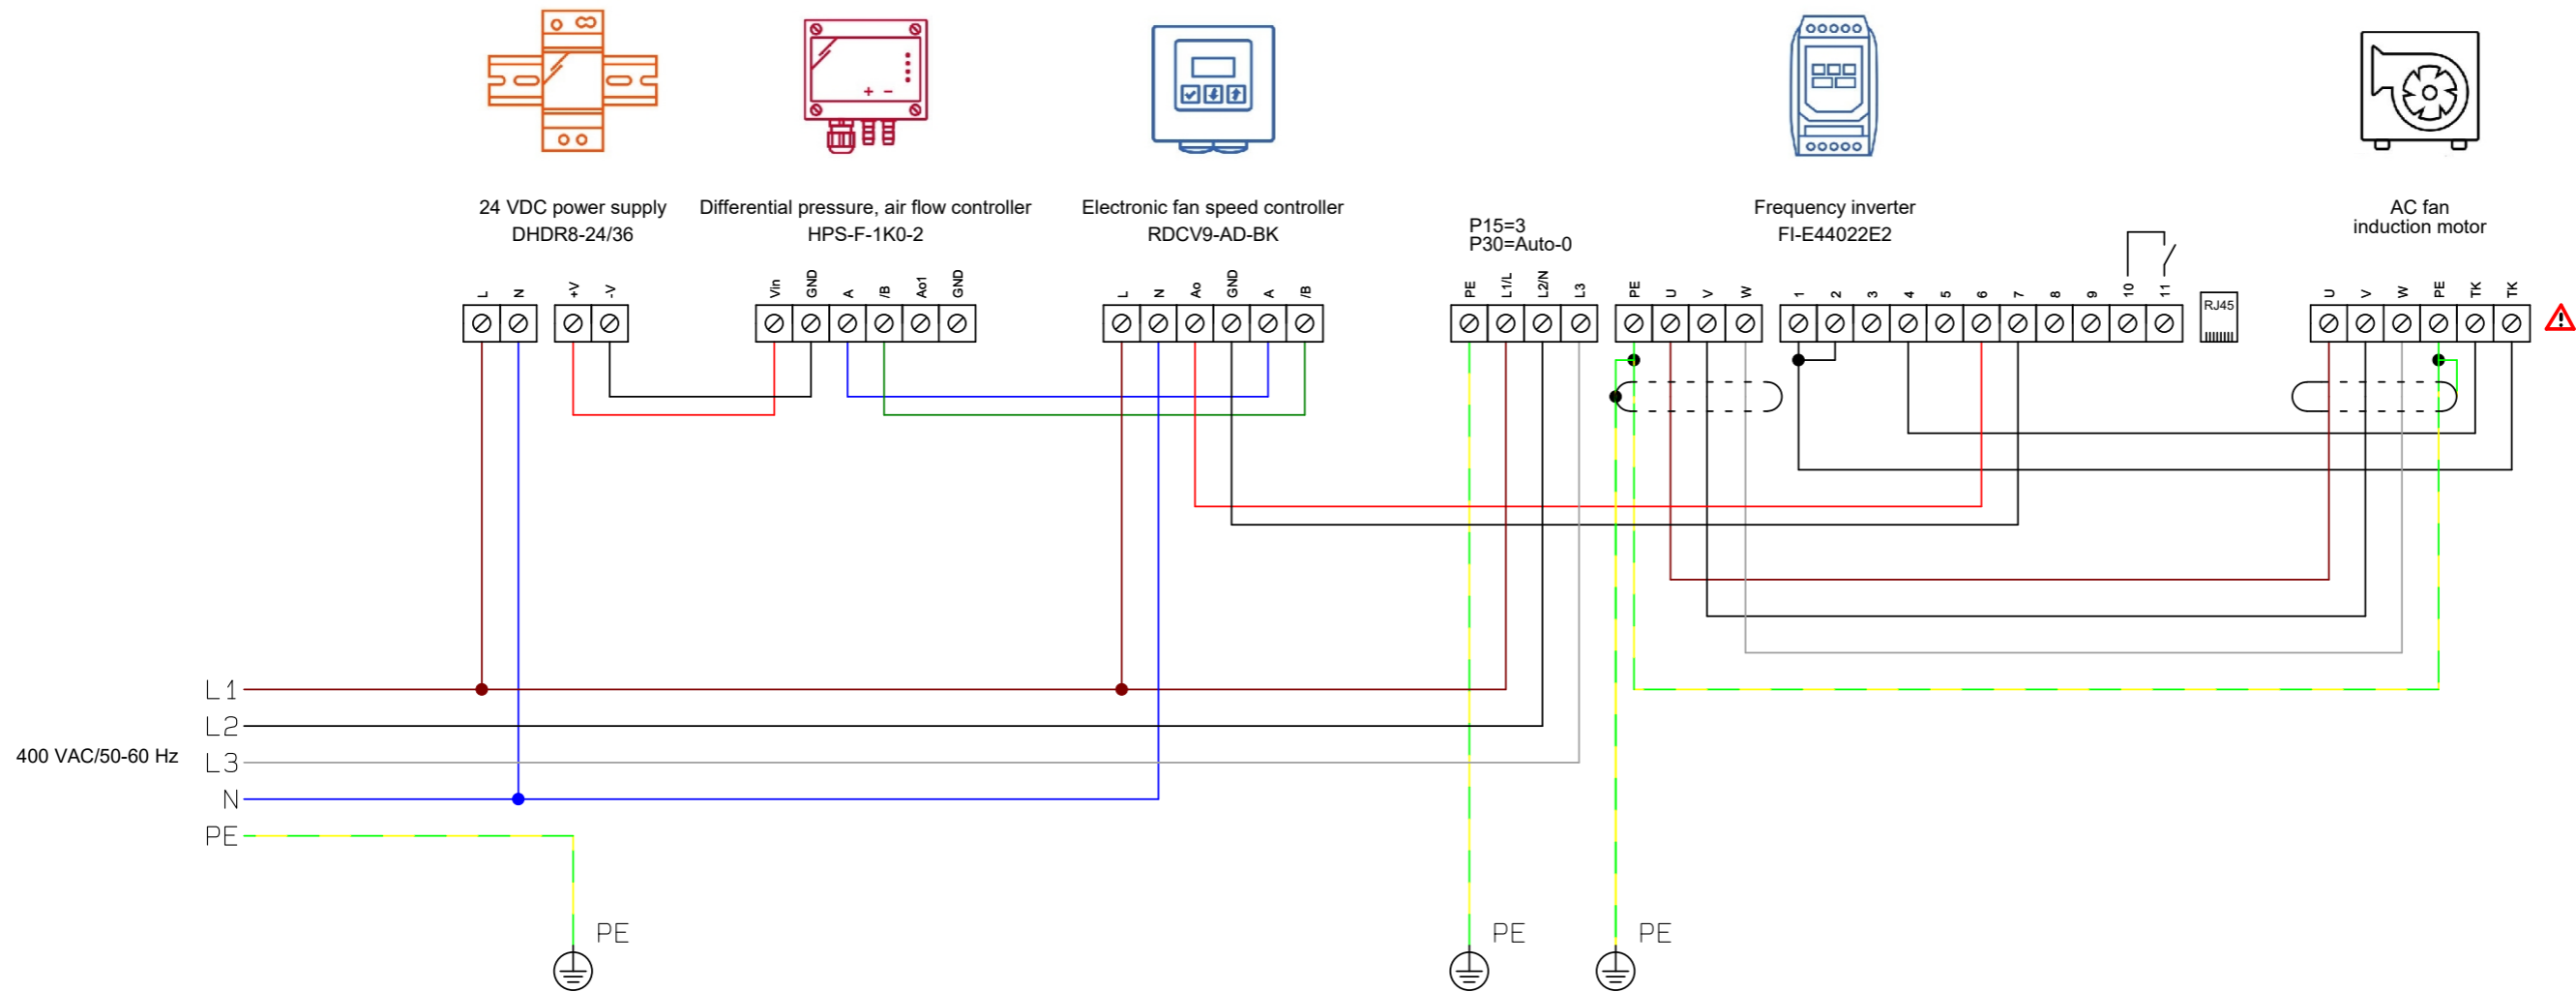 24 VDC power supply
DHDR8-24/36
Differential pressure, air flow controller
HPS-F-1K0-2
Electronic fan speed controller
RDCV9-AD-BK
P15=3
P30=Auto-0
Frequency inverter
FI-E44022E2
AC fan
induction motor
L N +V -V
Vin GND A /B Ao1 GND
L N Ao GND A /B
PE L1/L L2/N L3
PE U V W
1 2 3 4 5 6 7 8 9 10 11
RJ45
U V W PE TK TK
L1
L2
400 VAC/50-60 Hz
L3
N
PE
PE
PE
PE